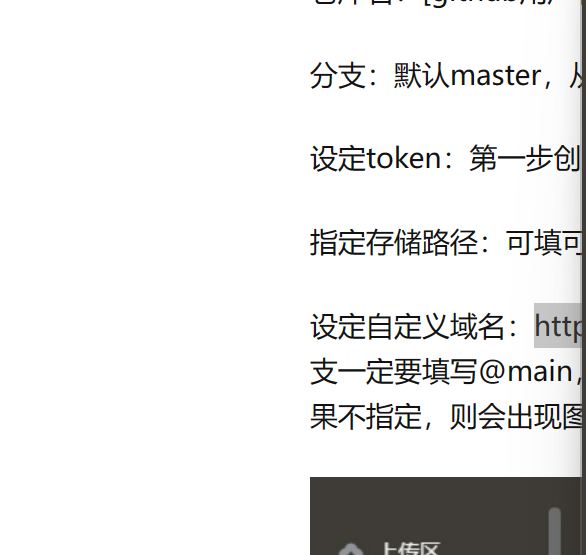 分支：默认master，从
设定token：第一步创
指定存储路径：可填可
设定自定义域名：http
支一定要填写@main，
果不指定，则会出现图
上传区